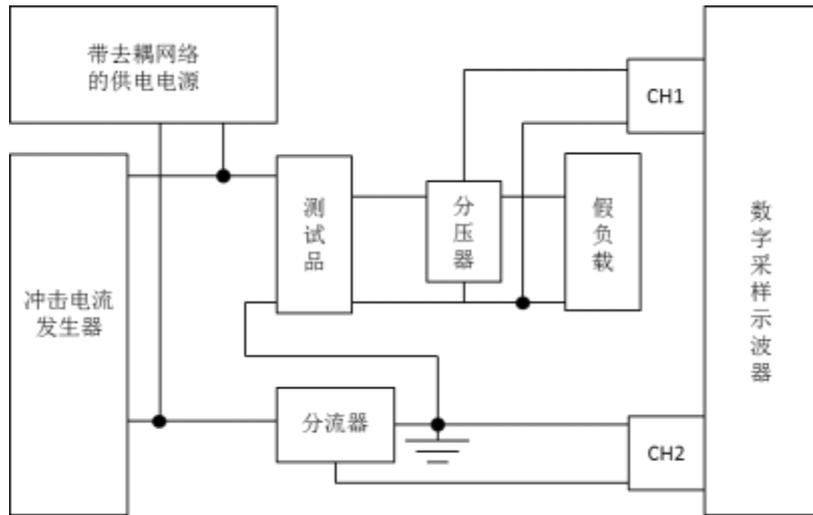 带去耦网络
的供电电源
CH1
测试品
分压器
假负载
数字采样示波器
冲击电流
发生器
分流器
CH2